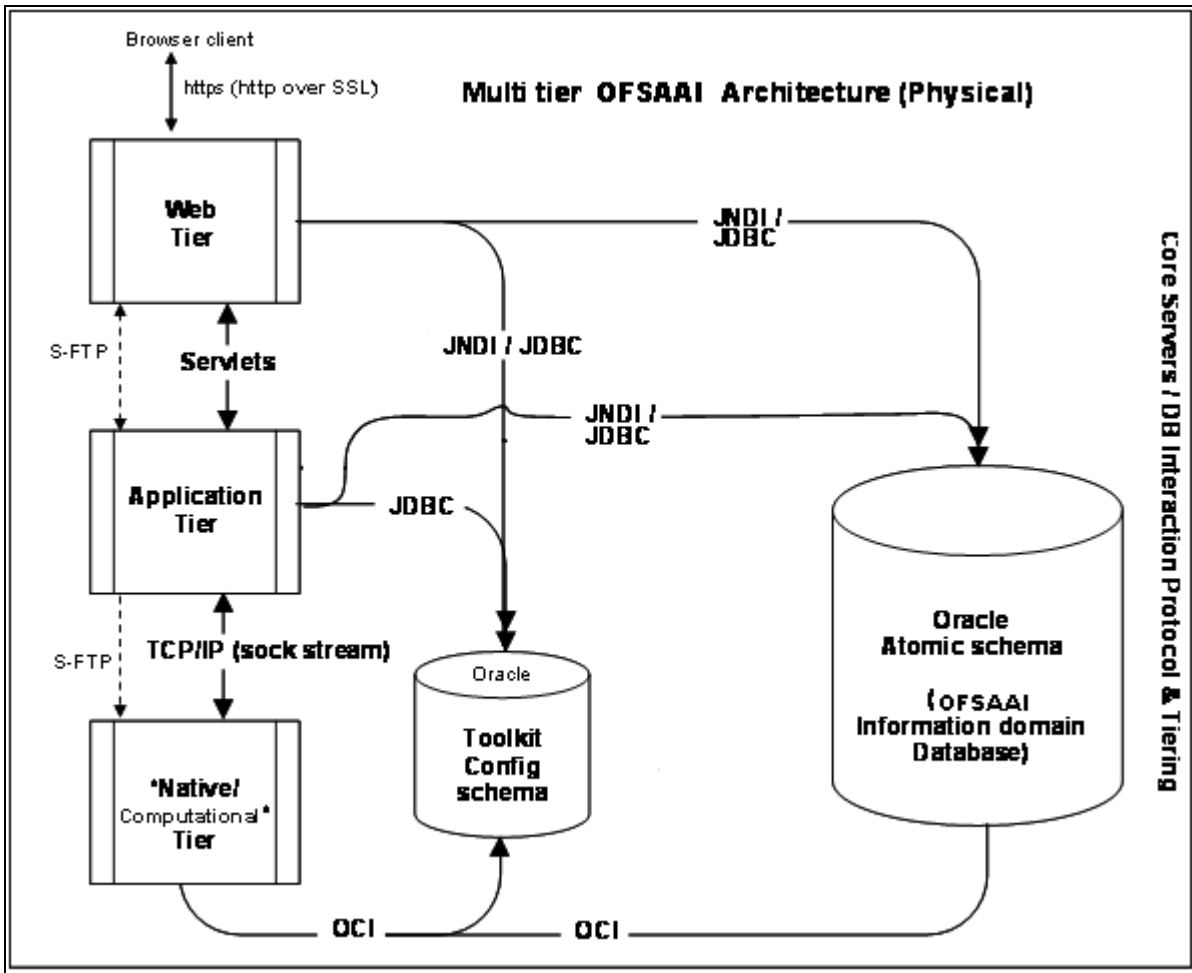 Browser client
https (http over SSL)
Multi tier OFSAAI Architecture (Physical)
Web
Tier
JNDI /
JDBC
S-FTP
Servlets
JNDI / JDBC
JNDI /
JDBC
Application
Tier
JDBC
S-FTP
TCP/IP (sock stream)
Oracle
Toolkit
Config
schema
Oracle
Atomic schema
(OFSAAI
Information domain
Database)
"Native/
Computational"
Tier
OCI
OCI
Core Servers / DB Interaction Protocol & Tiering